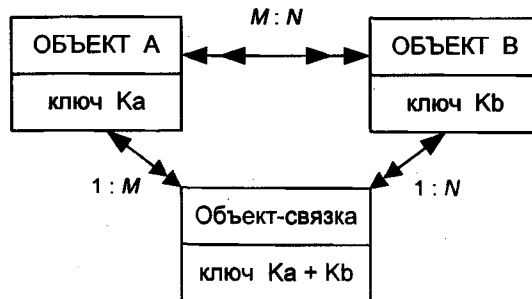 M : N
ОБЪЕКТ А
ОБЪЕКТ В
ключ Ka
ключ Kb
1 : M
1 : N
Объект-связка
ключ Ka + Kb